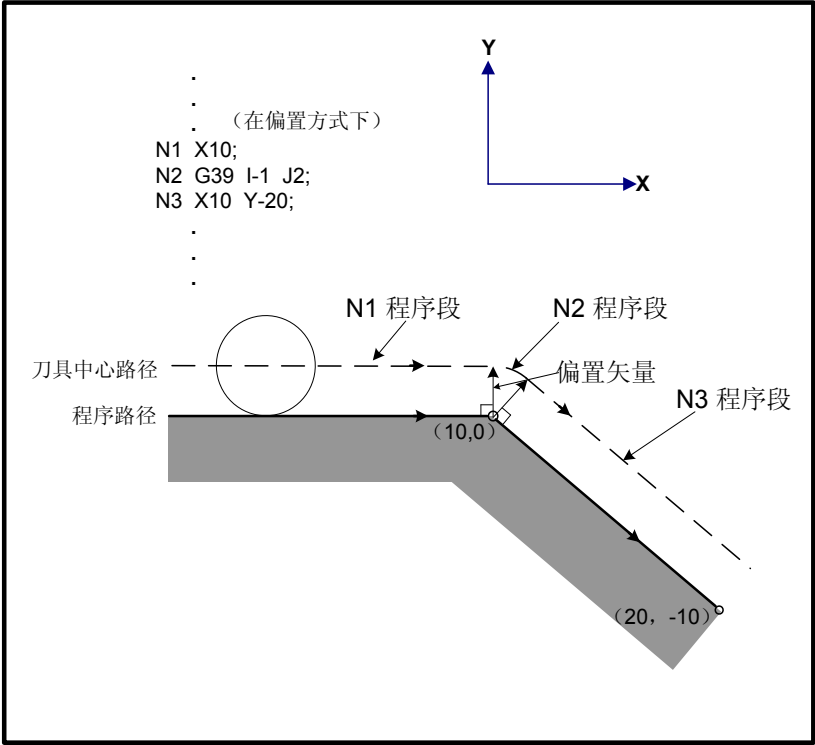 Y
X
.
.
.
（在偏置方式下）
N1 X10;
N2 G39 I-1 J2;
N3 X10 Y-20;
.
.
.
N1 程序段
N2 程序段
刀具中心路径
偏置矢量
N3 程序段
程序路径
（10,0）
（20，-10）